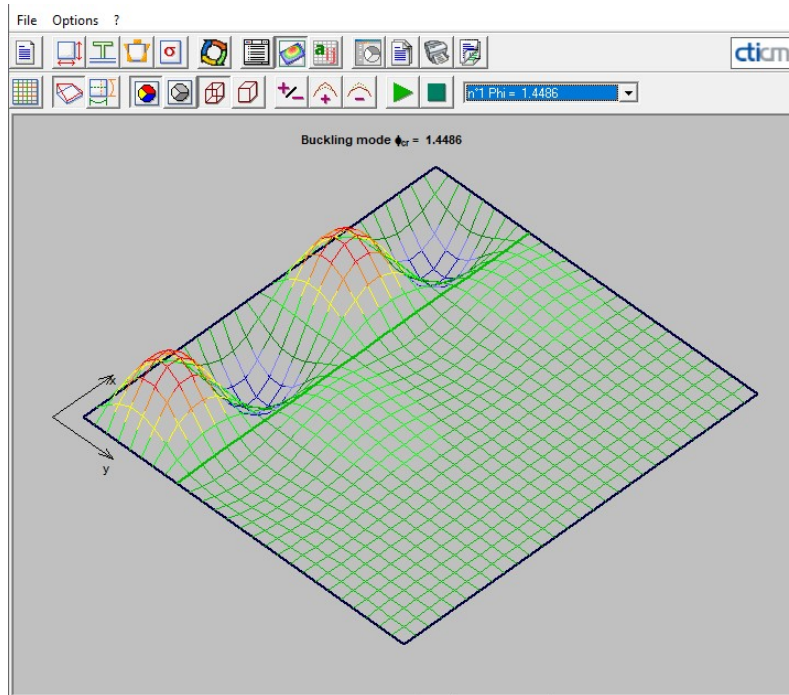 File Options ?
σ
a
cticm
+/-
+
-
n°1 Phi = 1.4486
Buckling mode ϕcr = 1.4486
x
y